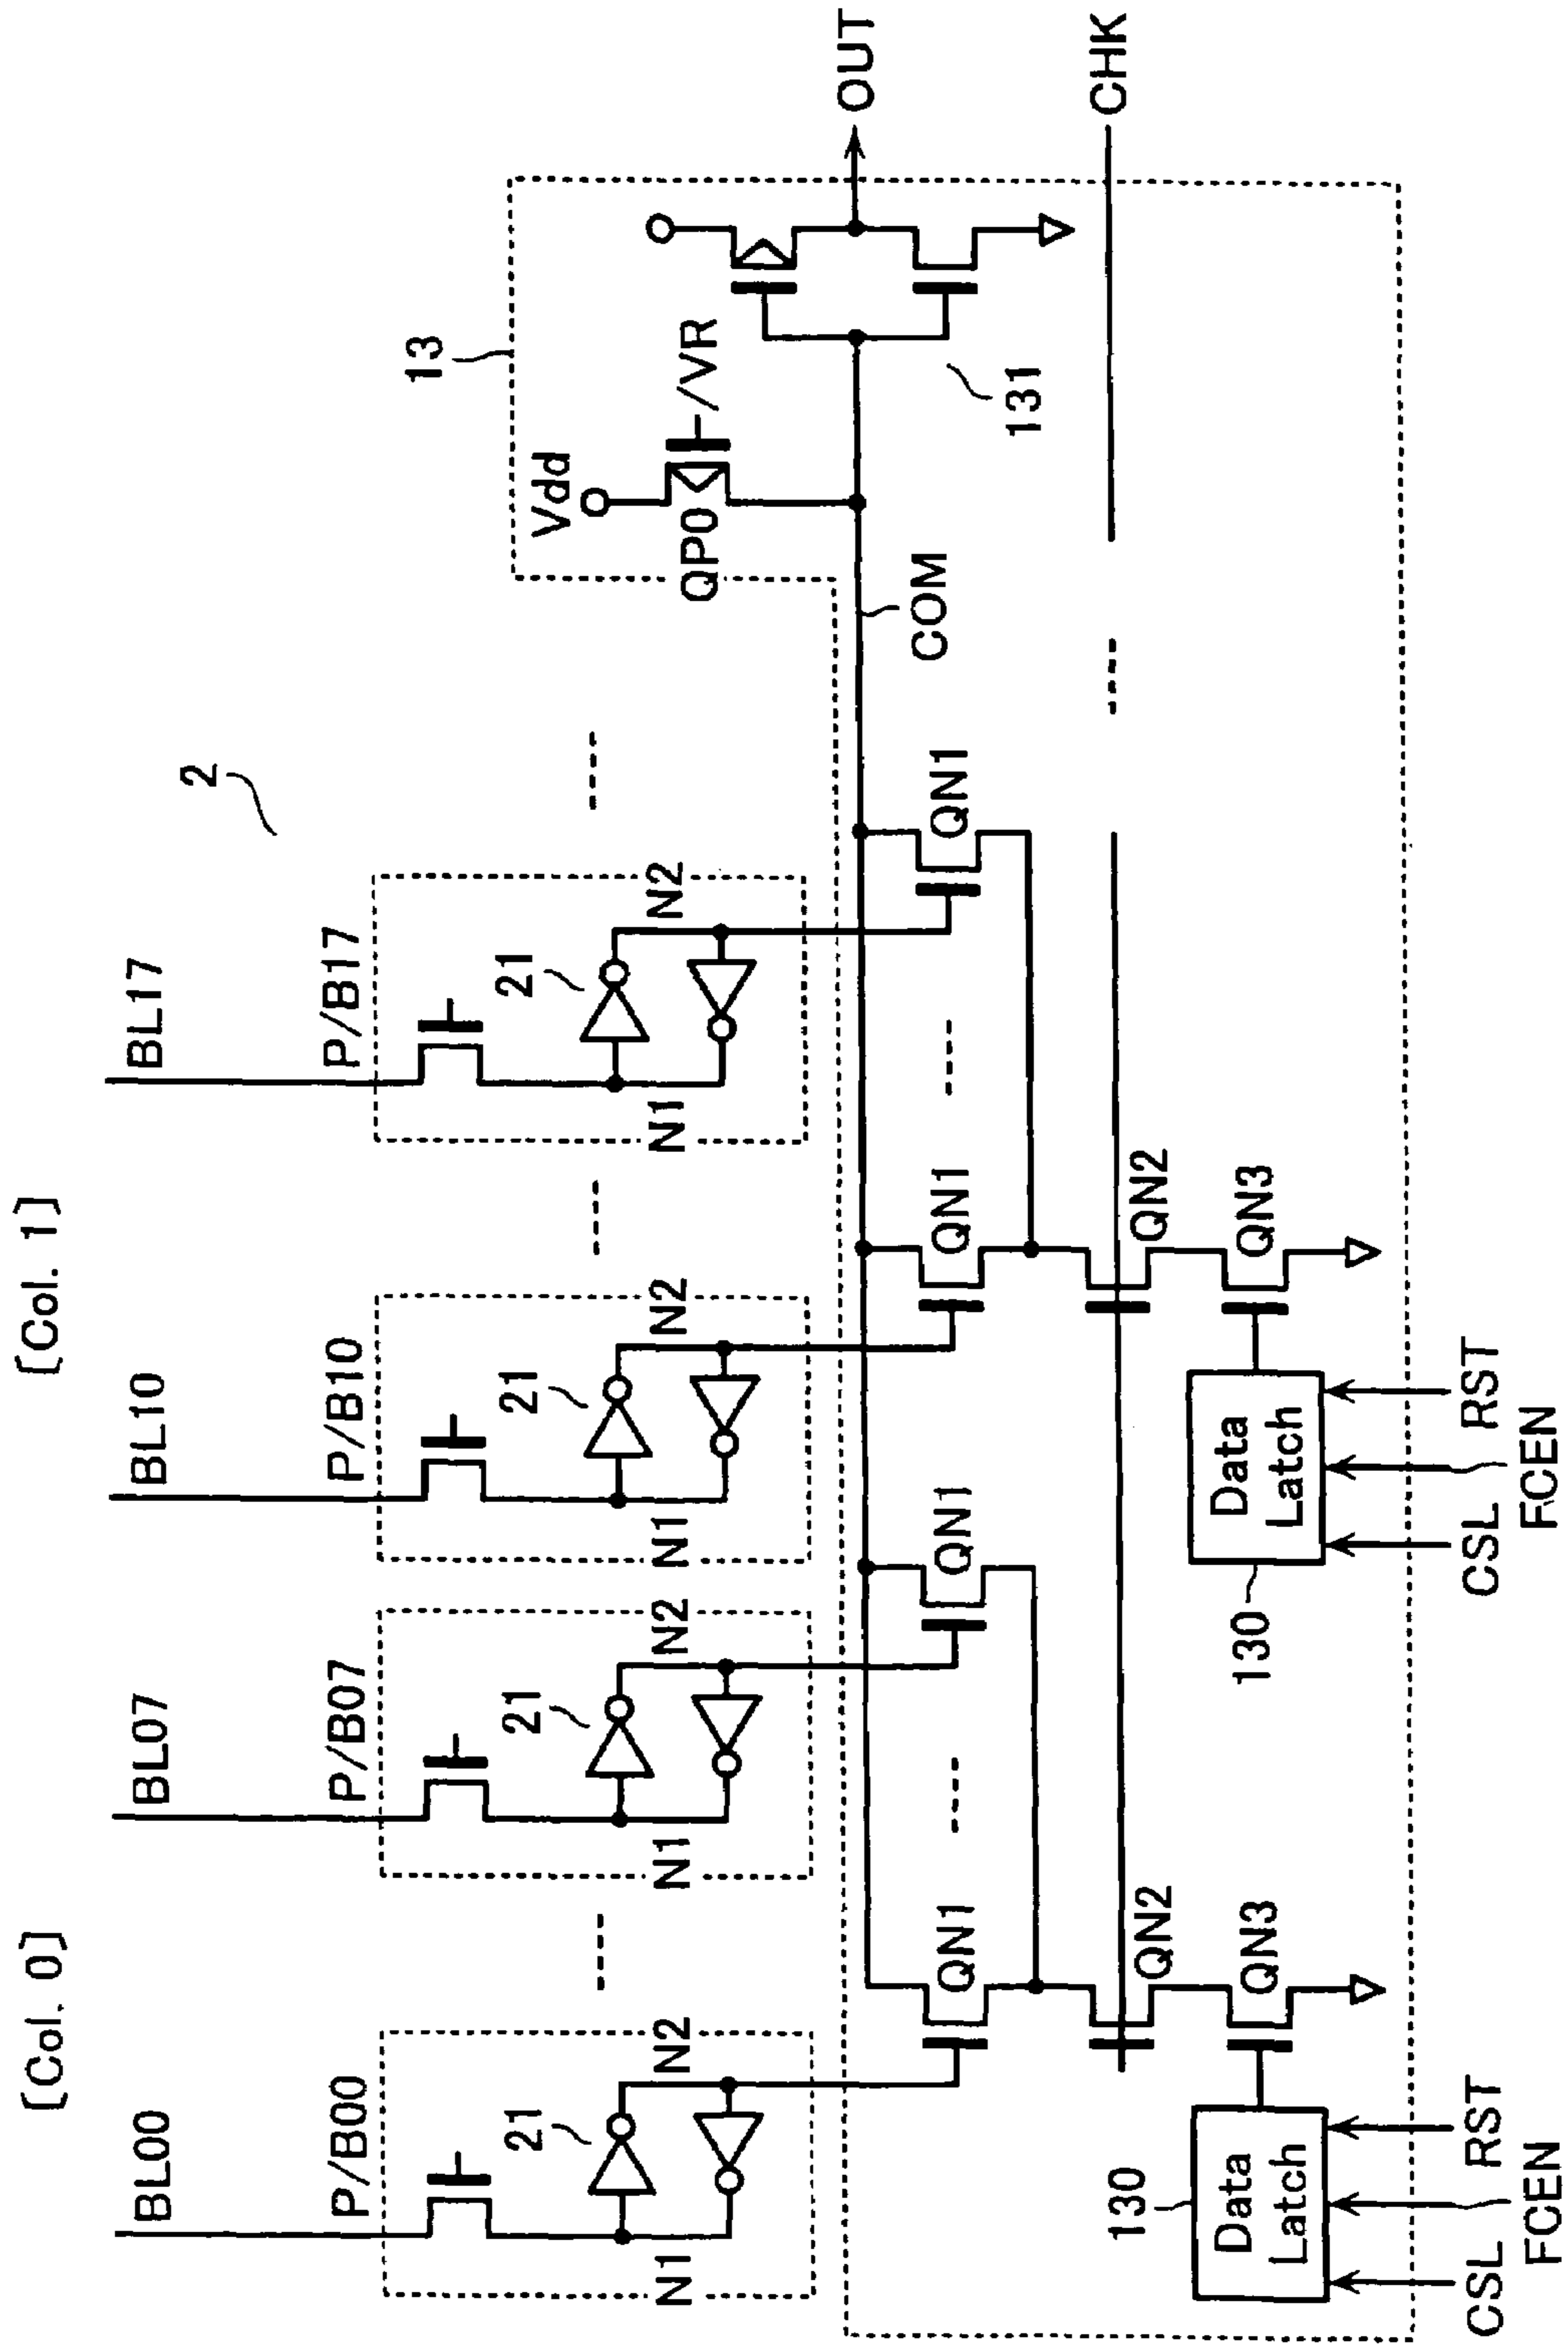 [Col. 0]
[Col. 1]
BL00
BL07
BL10
BL17
2
P/B00
P/B07
P/B10
P/B17
21
21
21
21
N1
N2
N1
N2
N1
N2
N1
N2
13
Vdd
QP0
/VR
COM
OUT
131
CHK
QN1
QN1
QN1
QN1
QN2
QN2
QN3
QN3
130
Data
Latch
130
Data
Latch
CSL
RST
FCEN
CSL
RST
FCEN